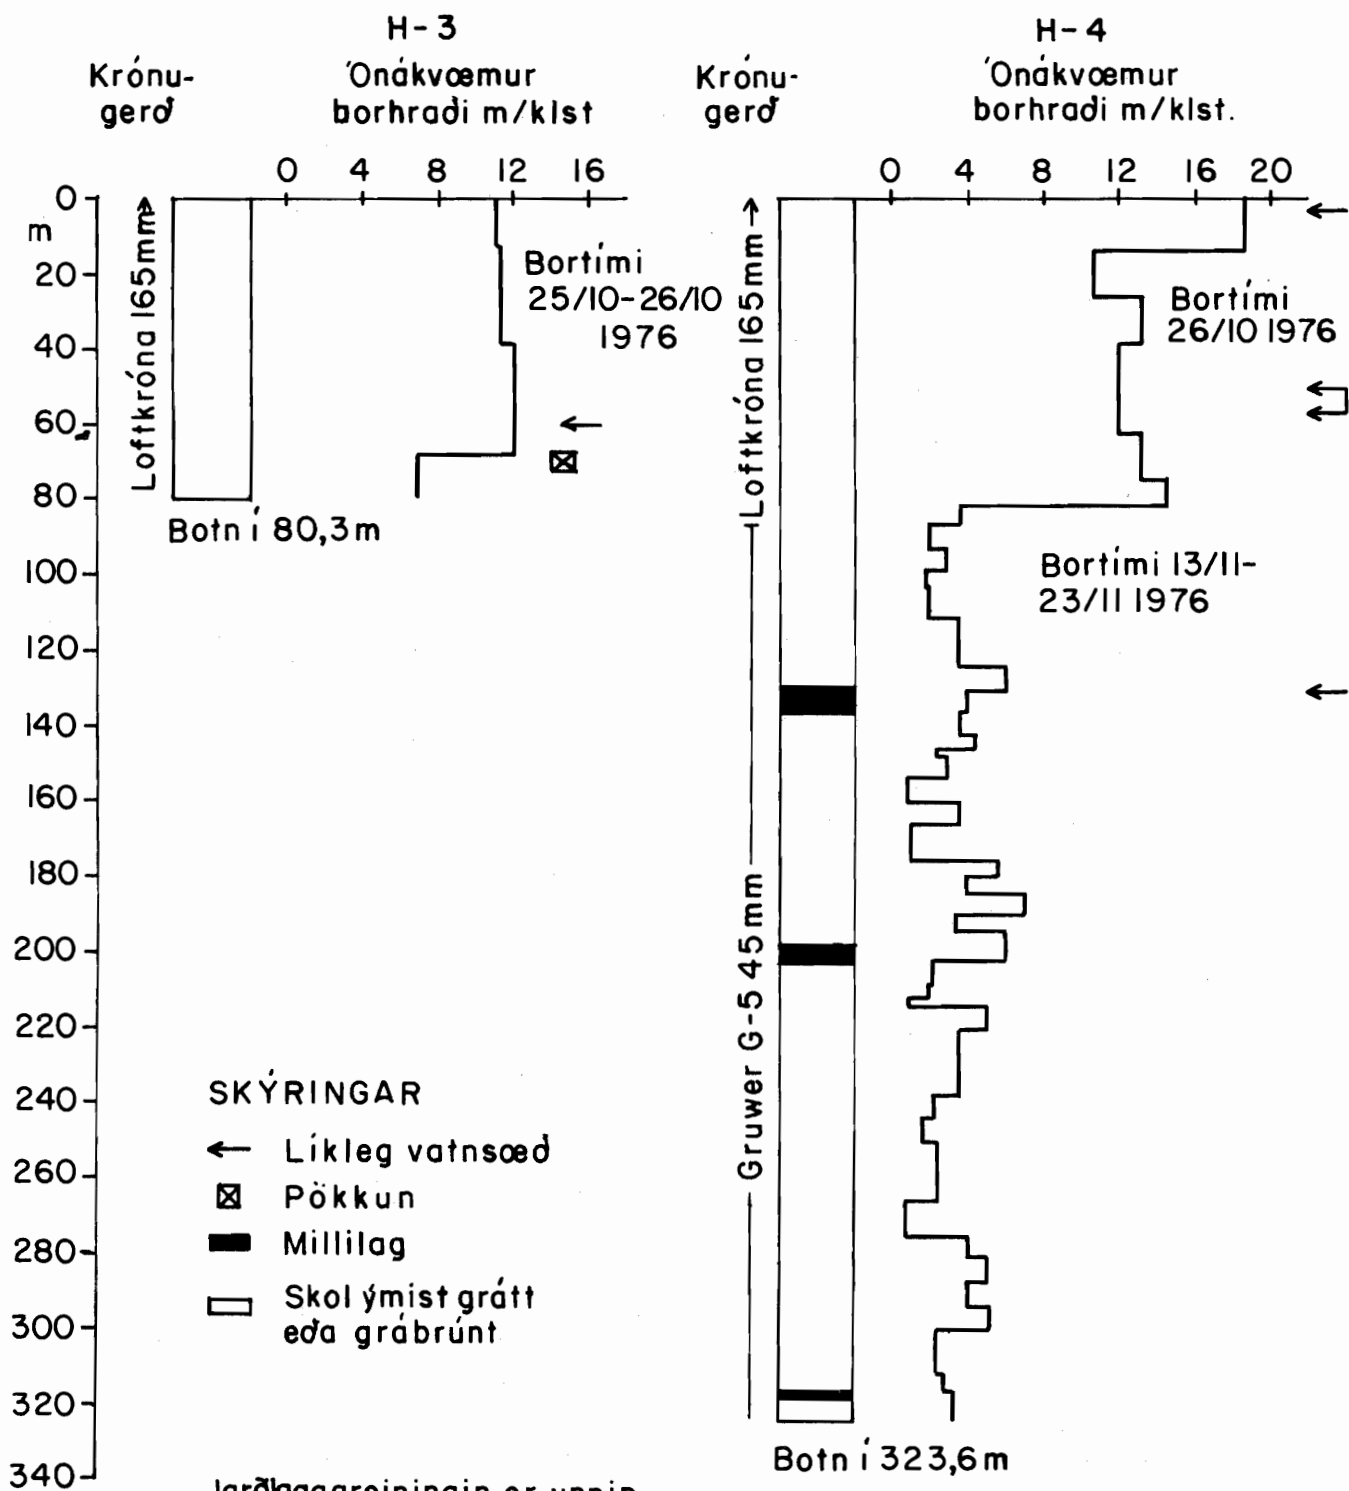 H-3
Krónu-
gerð
Ónákvæmur
borhraði m/klst
0 4 8 12 16
0
m
20
40
60
80
100
120
140
160
180
200
220
240
260
280
300
320
340
Loftkróna 165mm
Bortími
25/10-26/10
1976
Botn í 80,3m
H-4
Krónu-
gerð
Ónákvæmur
borhraði m/klst.
0 4 8 12 16 20
Loftkróna 165mm
Gruwer G-5 45mm
Bortími
26/10 1976
Bortími 13/11-
23/11 1976
Botn í 323,6m
SKÝRINGAR
Líkleg vatnsæð
Pökkun
Millilag
Skol ýmist grátt
eða grábrúnt